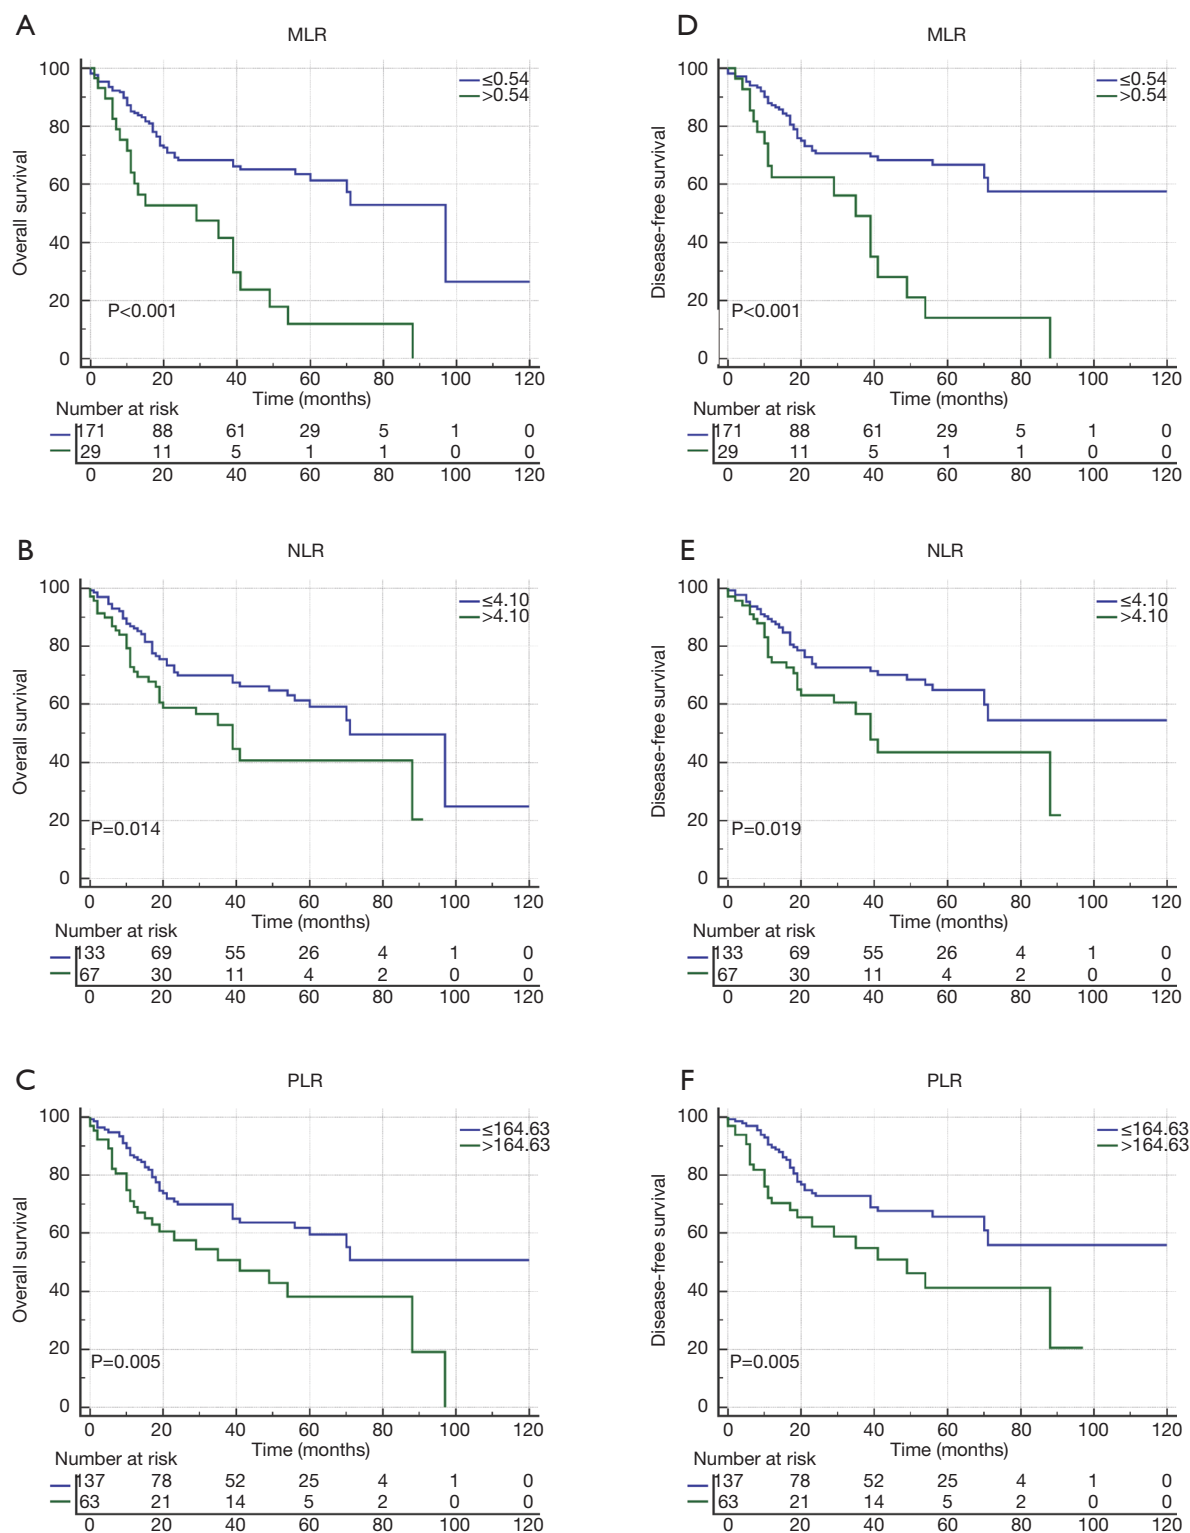 A
MLR
Overall survival
100
80
60
40
20
0
≤0.54
>0.54
P<0.001
0 20 40 60 80 100 120
Time (months)
Number at risk
171 88 61 29 5 1 0
29 11 5 1 1 0 0
0 20 40 60 80 100 120
D
MLR
Disease-free survival
100
80
60
40
20
0
≤0.54
>0.54
P<0.001
0 20 40 60 80 100 120
Time (months)
Number at risk
171 88 61 29 5 1 0
29 11 5 1 1 0 0
0 20 40 60 80 100 120
B
NLR
Overall survival
100
80
60
40
20
0
≤4.10
>4.10
P=0.014
0 20 40 60 80 100 120
Time (months)
Number at risk
133 69 55 26 4 1 0
67 30 11 4 2 0 0
0 20 40 60 80 100 120
E
NLR
Disease-free survival
100
80
60
40
20
0
≤4.10
>4.10
P=0.019
0 20 40 60 80 100 120
Time (months)
Number at risk
133 69 55 26 4 1 0
67 30 11 4 2 0 0
0 20 40 60 80 100 120
C
PLR
Overall survival
100
80
60
40
20
0
≤164.63
>164.63
P=0.005
0 20 40 60 80 100 120
Time (months)
Number at risk
137 78 52 25 4 1 0
63 21 14 5 2 0 0
0 20 40 60 80 100 120
F
PLR
Disease-free survival
100
80
60
40
20
0
≤164.63
>164.63
P=0.005
0 20 40 60 80 100 120
Time (months)
Number at risk
137 78 52 25 4 1 0
63 21 14 5 2 0 0
0 20 40 60 80 100 120